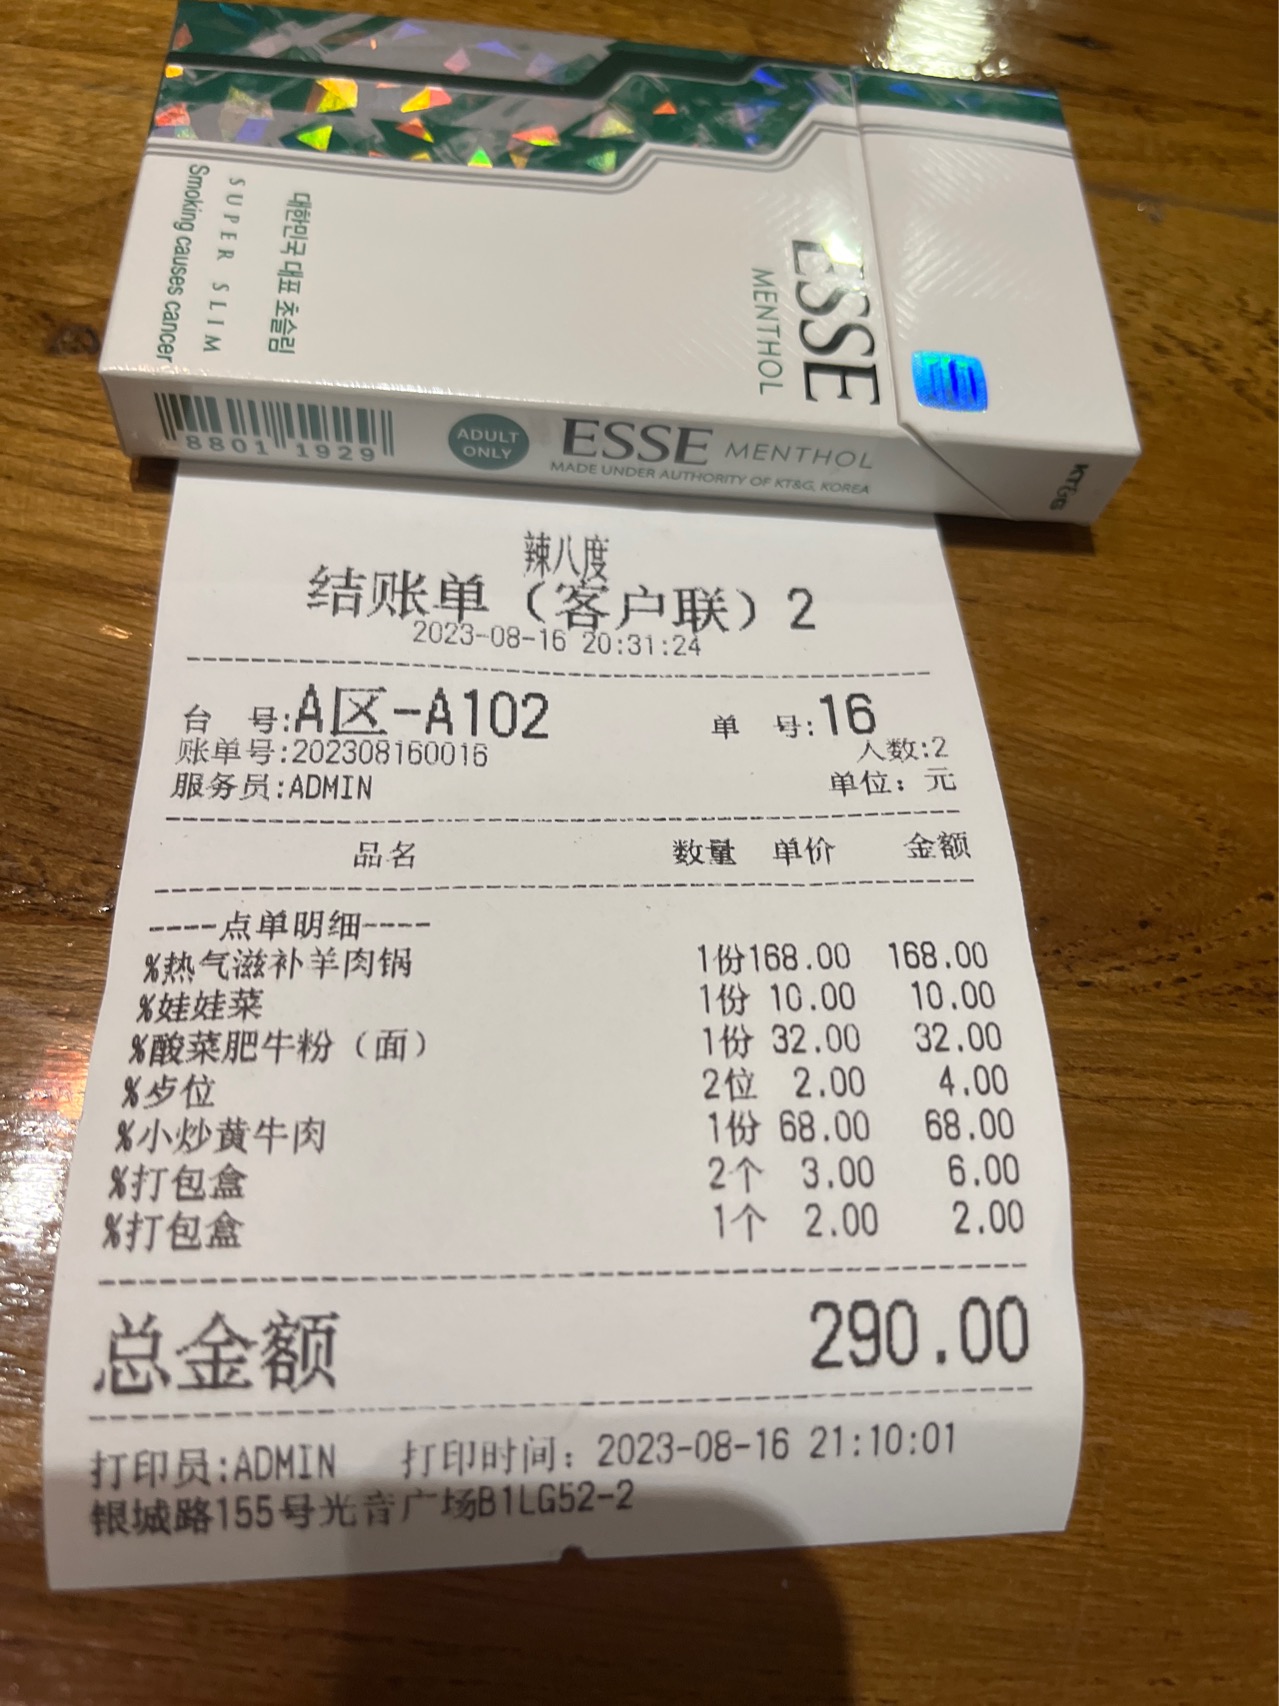 대한민국 대표 초슬림
SUPER SLIM
Smoking causes cancer
ESSE
MENTHOL
8801 1929
ADULT
ONLY
ESSE MENTHOL
MADE UNDER AUTHORITY OF KT&G, KOREA
KT&G
辣八度
结账单（客户联）2
2023-08-16 20:31:24
台 号:A区-A102 单 号:16
账单号:202308160016 人数:2
服务员:ADMIN 单位：元
品名 数量 单价 金额
----点单明细----
%热气滋补羊肉锅 1份168.00 168.00
%娃娃菜 1份 10.00 10.00
%酸菜肥牛粉（面） 1份 32.00 32.00
%歺位 2位 2.00 4.00
%小炒黄牛肉 1份 68.00 68.00
%打包盒 2个 3.00 6.00
%打包盒 1个 2.00 2.00
总金额 290.00
打印员:ADMIN 打印时间：2023-08-16 21:10:01
银城路155号光音广场B1LG52-2